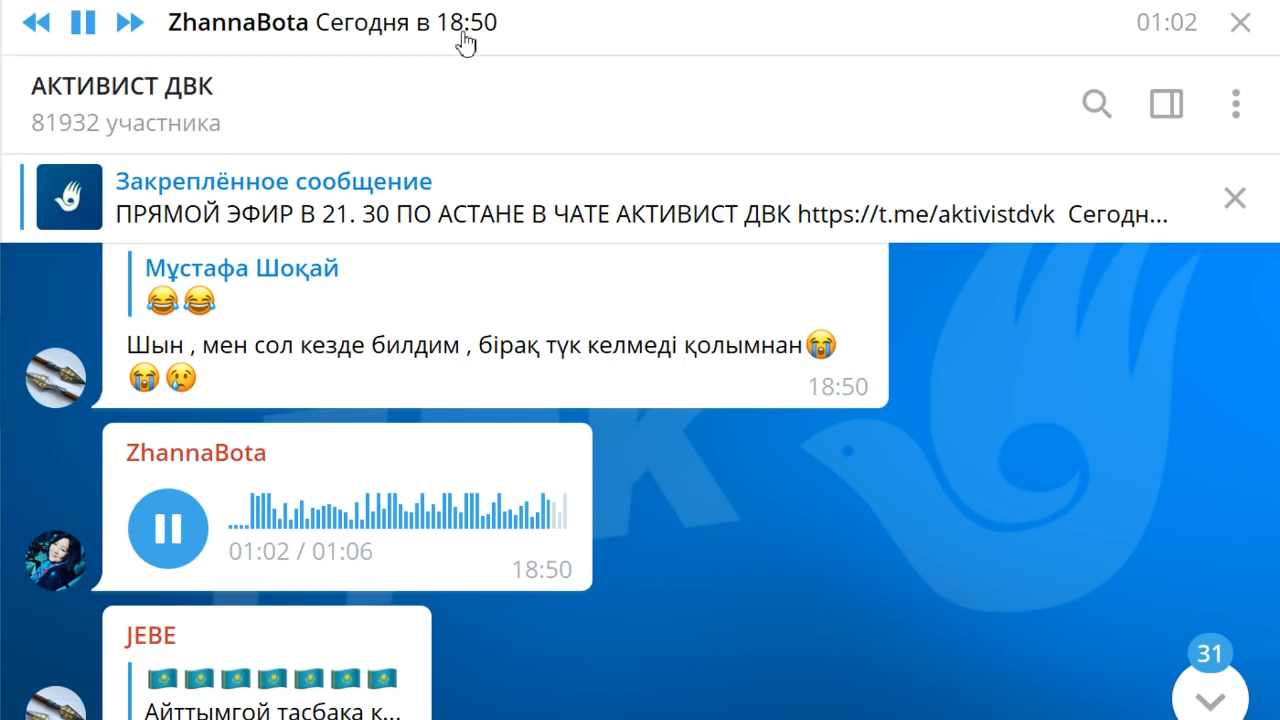 ZhannaBota Сегодня в 18:50
01:02
АКТИВИСТ ДВК
81932 участника
Закреплённое сообщение
ПРЯМОЙ ЭФИР В 21. 30 ПО АСТАНЕ В ЧАТЕ АКТИВИСТ ДВК https://t.me/aktivistdvk Сегодн...
Мұстафа Шоқай
😂😂
Шын , мен сол кезде билдим , бірақ түк келмеді қолымнан😭
😭😢
18:50
ZhannaBota
01:02 / 01:06
18:50
JEBE
🇰🇿🇰🇿🇰🇿🇰🇿🇰🇿🇰🇿🇰🇿
Айттымғой тасбақа қ...
31